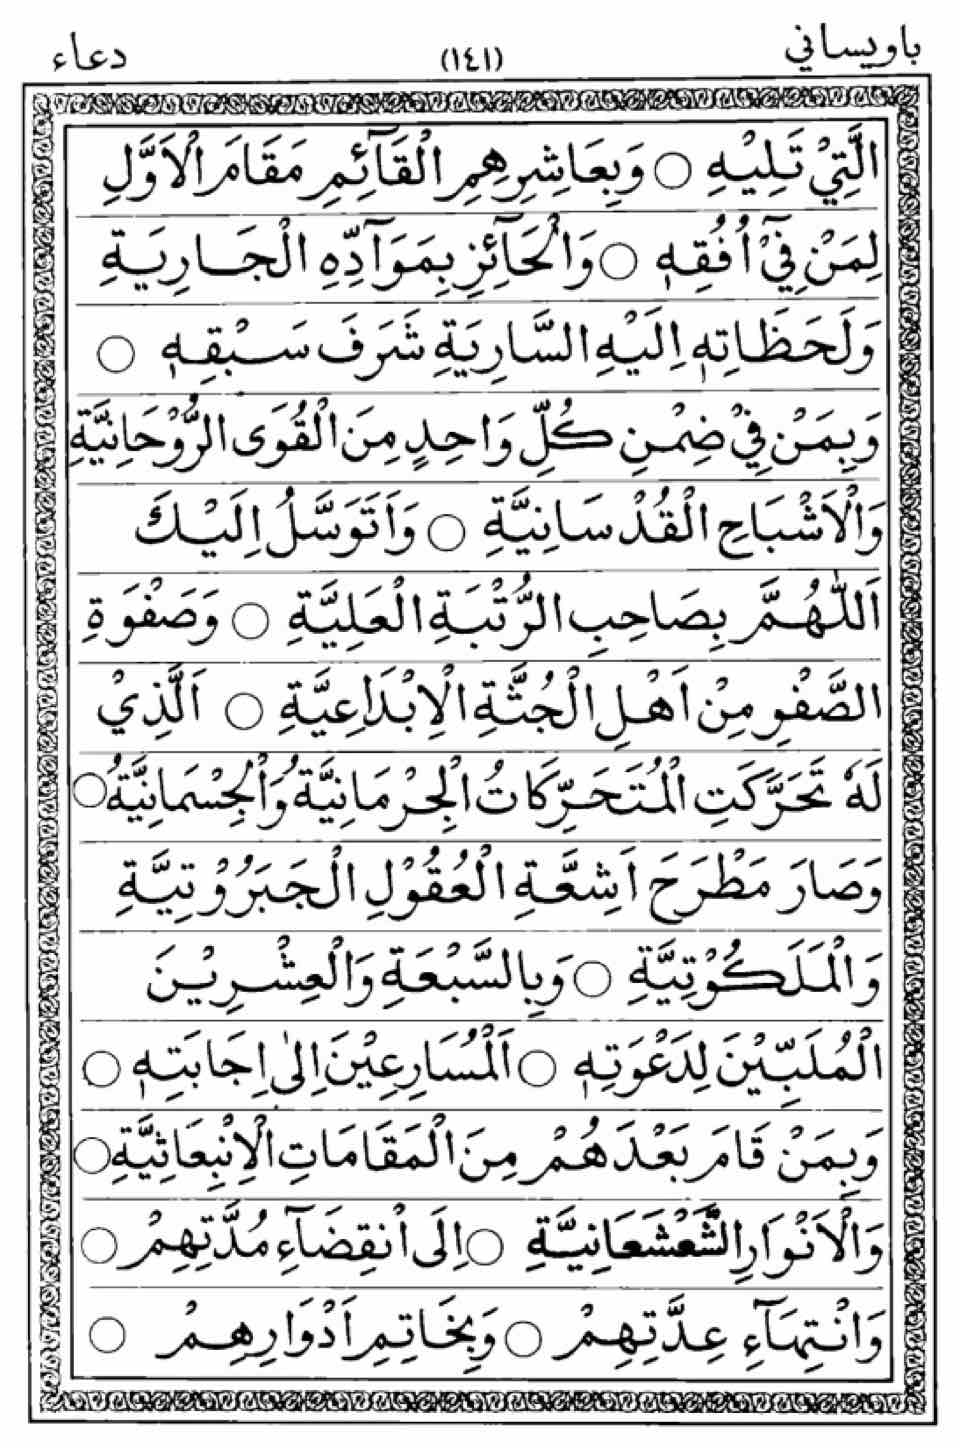 باويساني (١٤١) دعاء
الَّتِيْ تَلِيْهِ ○ وَبِعَاشِرِهِمِ الْقَآئِمِ مَقَامَ الْاَوَّلِ
لِمَنْ فِيْٓ اُفُقِهٖ ○ وَالْحَآئِزِ بِمَوَآدِّهِ الْجَارِيَةِ
وَلَحَظَاتِهٖ اِلَيْهِ السَّارِيَةِ شَرَفَ سَبْقِهٖ ○
وَبِمَنْ فِيْ ضِمْنِ كُلِّ وَاحِدٍ مِنَ الْقُوَى الرُّوْحَانِيَّةِ
وَالْاَشْبَاحِ الْقُدْسَانِيَّةِ ○ وَاَتَوَسَّلُ اِلَيْكَ
اَللّٰهُمَّ بِصَاحِبِ الرُّتْبَةِ الْعَلِيَّةِ ○ وَصَفْوَةِ
الصَّفْوِ مِنْ اَهْلِ الْجُثَّةِ الْاِبْدَاعِيَّةِ ○ اَلَّذِيْ
لَهٗ تَحَرَّكَتِ الْمُتَحَرِّكَاتُ الْجِرْمَانِيَّةُ وَالْجِسْمَانِيَّةُ ○
وَصَارَ مَطْرَحَ اَشِعَّةِ الْعُقُوْلِ الْجَبَرُوْتِيَّةِ
وَالْمَلَكُوْتِيَّةِ ○ وَبِالسَّبْعَةِ وَالْعِشْرِيْنَ
الْمُلَبِّيْنَ لِدَعْوَتِهٖ ○ اَلْمُسَارِعِيْنَ اِلٰى اِجَابَتِهٖ ○
وَبِمَنْ قَامَ بَعْدَهُمْ مِنَ الْمَقَامَاتِ الْاِنْبِعَاثِيَّةِ ○
وَالْاَنْوَارِ الشَّعْشَعَانِيَّةِ ○ اِلَى انْقِضَآءِ مُدَّتِهِمْ ○
وَانْتِهَآءِ عِدَّتِهِمْ ○ وَبِخَاتِمِ اَدْوَارِهِمْ ○